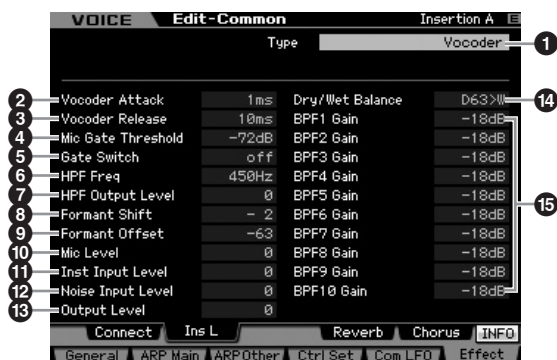 VOICE Edit-Common Insertion A E
Type Vocoder 1
2 Vocoder Attack 1ms Dry/Wet Balance D63>W 14
3 Vocoder Release 10ms BPF1 Gain -18dB
4 Mic Gate Threshold -72dB BPF2 Gain -18dB
5 Gate Switch off BPF3 Gain -18dB
6 HPF Freq 450Hz BPF4 Gain -18dB
7 HPF Output Level 0 BPF5 Gain -18dB
8 Formant Shift - 2 BPF6 Gain -18dB 15
9 Formant Offset -63 BPF7 Gain -18dB
10 Mic Level 0 BPF8 Gain -18dB
11 Inst Input Level 0 BPF9 Gain -18dB
12 Noise Input Level 0 BPF10 Gain -18dB
13 Output Level 0
Connect Ins L Reverb Chorus INFO
General ARP Main ARP Other Ctrl Set Com LFO Effect